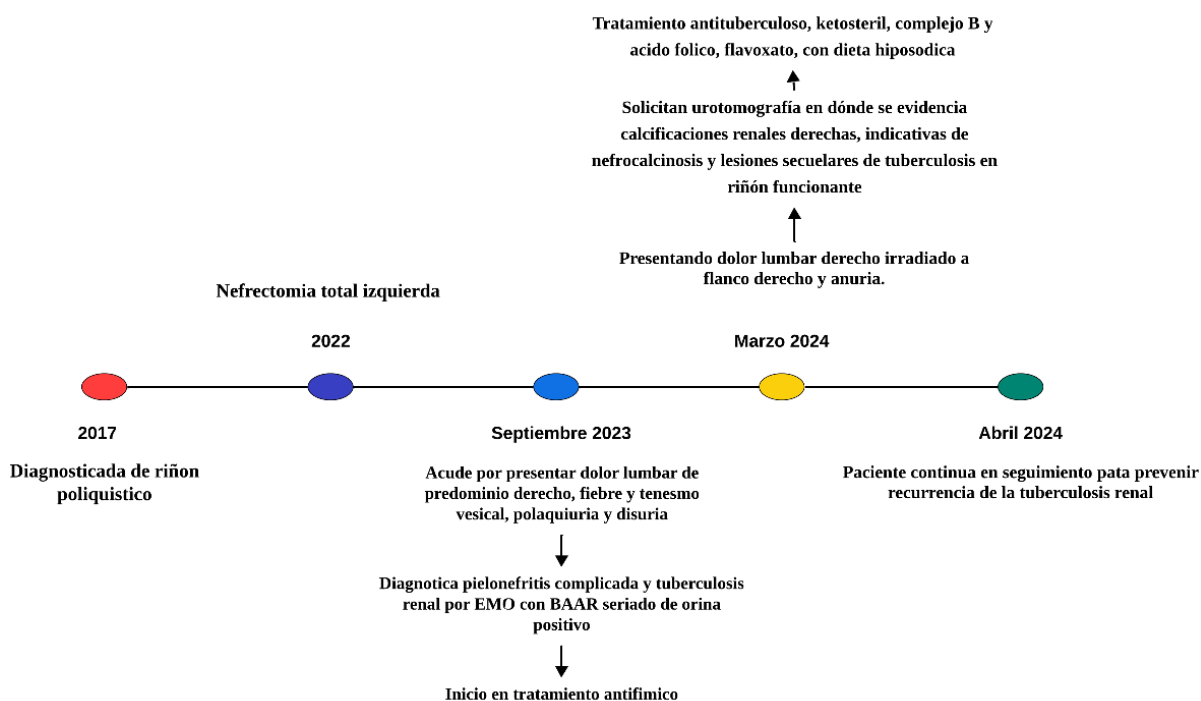 Tratamiento antituberculoso, ketosteril, complejo B y
acido folico, flavoxato, con dieta hiposodica
Solicitan urotomografía en dónde se evidencia
calcificaciones renales derechas, indicativas de
nefrocalcinosis y lesiones secuelares de tuberculosis en
riñón funcionante
Presentando dolor lumbar derecho irradiado a
flanco derecho y anuria.
Nefrectomia total izquierda
2022
Marzo 2024
2017
Diagnosticada de riñon
poliquistico
Septiembre 2023
Acude por presentar dolor lumbar de
predominio derecho, fiebre y tenesmo
vesical, polaquiuria y disuria
Diagnotica pielonefritis complicada y tuberculosis
renal por EMO con BAAR seriado de orina
positivo
Inicio en tratamiento antifimico
Abril 2024
Paciente continua en seguimiento pata prevenir
recurrencia de la tuberculosis renal